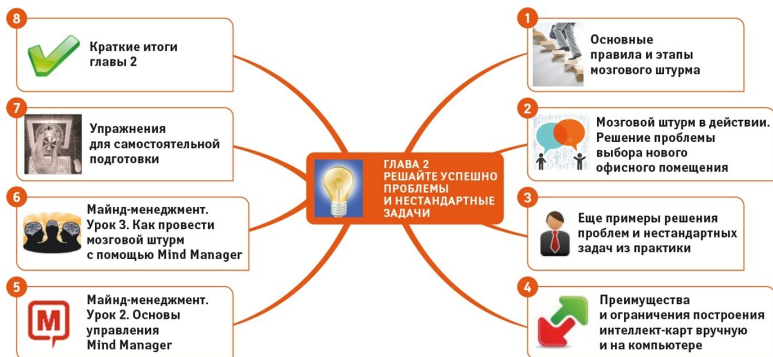 ГЛАВА 2
РЕШАЙТЕ УСПЕШНО
ПРОБЛЕМЫ
И НЕСТАНДАРТНЫЕ
ЗАДАЧИ
1
Основные
правила и этапы
мозгового штурма
2
Мозговой штурм в действии.
Решение проблемы
выбора нового
офисного помещения
3
Еще примеры решения
проблем и нестандартных
задач из практики
4
Преимущества
и ограничения построения
интеллект-карт вручную
и на компьютере
5
М
Майнд-менеджмент.
Урок 2. Основы
управления
Mind Manager
6
Майнд-менеджмент.
Урок 3. Как провести
мозговой штурм
с помощью Mind Manager
7
Упражнения
для самостоятельной
подготовки
8
Краткие итоги
главы 2